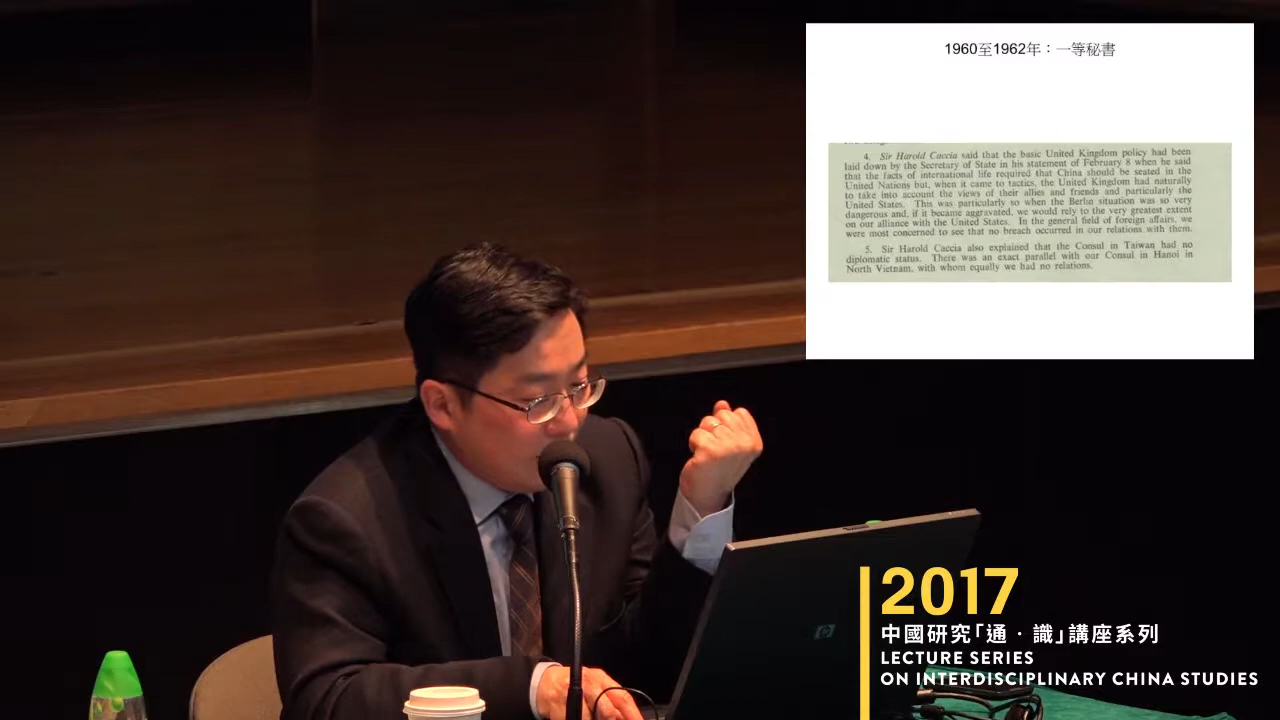 1960至1962年：一等秘書
4. Sir Harold Caccia said that the basic United Kingdom policy had been
laid down by the Secretary of State in his statement of February 8 when he said
that the facts of international life required that China should be seated in the
United Nations but, when it came to tactics, the United Kingdom had naturally
to take into account the views of their allies and friends and particularly the
United States. This was particularly so when the Berlin situation was so very
dangerous and, if it became aggravated, we would rely to the very greatest extent
on our alliance with the United States. In the general field of foreign affairs, we
were most concerned to see that no breach occurred in our relations with them.
5. Sir Harold Caccia also explained that the Consul in Taiwan had no
diplomatic status. There was an exact parallel with our Consul in Hanoi in
North Vietnam, with whom equally we had no relations.
hp
2017
中國研究「通．識」講座系列
LECTURE SERIES
ON INTERDISCIPLINARY CHINA STUDIES